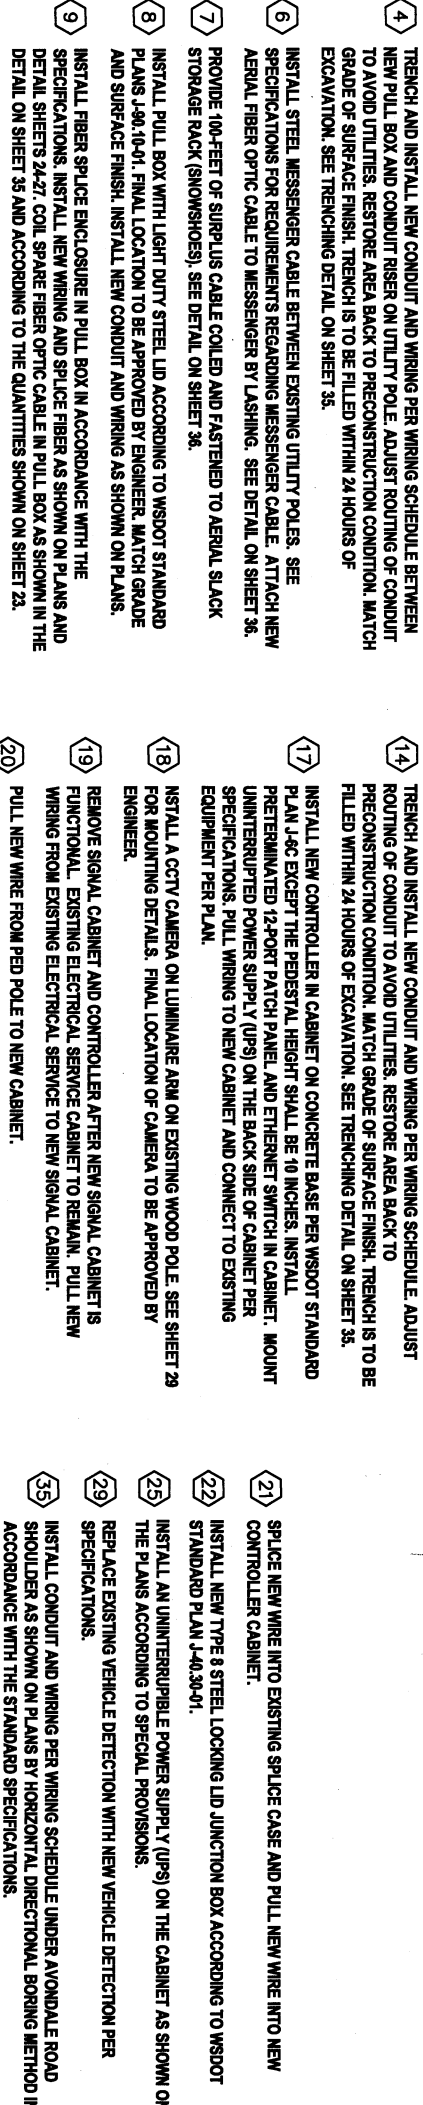 4 TRENCH AND INSTALL NEW CONDUIT AND WIRING PER WIRING SCHEDULE BETWEEN
NEW PULL BOX AND CONDUIT RISER ON UTILITY POLE. ADJUST ROUTING OF CONDUIT
TO AVOID UTILITIES. RESTORE AREA BACK TO PRECONSTRUCTION CONDITION. MATCH
GRADE OF SURFACE FINISH. TRENCH IS TO BE FILLED WITHIN 24 HOURS OF
EXCAVATION. SEE TRENCHING DETAIL ON SHEET 35.
6 INSTALL STEEL MESSENGER CABLE BETWEEN EXISTING UTILITY POLES. SEE
SPECIFICATIONS FOR REQUIREMENTS REGARDING MESSENGER CABLE. ATTACH NEW
AERIAL FIBER OPTIC CABLE TO MESSENGER BY LASHING. SEE DETAIL ON SHEET 36.
7 PROVIDE 100-FEET OF SURPLUS CABLE COILED AND FASTENED TO AERIAL SLACK
STORAGE RACK (SNOWSHOES). SEE DETAIL ON SHEET 36.
8 INSTALL PULL BOX WITH LIGHT DUTY STEEL LID ACCORDING TO WSDOT STANDARD
PLANS J-90.10-01. FINAL LOCATION TO BE APPROVED BY ENGINEER. MATCH GRADE
AND SURFACE FINISH. INSTALL NEW CONDUIT AND WIRING AS SHOWN ON PLANS.
9 INSTALL FIBER SPLICE ENCLOSURE IN PULL BOX IN ACCORDANCE WITH THE
SPECIFICATIONS. INSTALL NEW WIRING AND SPLICE FIBER AS SHOWN ON PLANS AND
DETAIL SHEETS 24-27. COIL SPARE FIBER OPTIC CABLE IN PULL BOX AS SHOWN IN THE
DETAIL ON SHEET 35 AND ACCORDING TO THE QUANTITIES SHOWN ON SHEET 23.
14 TRENCH AND INSTALL NEW CONDUIT AND WIRING PER WIRING SCHEDULE. ADJUST
ROUTING OF CONDUIT TO AVOID UTILITIES. RESTORE AREA BACK TO
PRECONSTRUCTION CONDITION. MATCH GRADE OF SURFACE FINISH. TRENCH IS TO BE
FILLED WITHIN 24 HOURS OF EXCAVATION. SEE TRENCHING DETAIL ON SHEET 35.
17 INSTALL NEW CONTROLLER IN CABINET ON CONCRETE BASE PER WSDOT STANDARD
PLAN J-6C EXCEPT THE PEDESTAL HEIGHT SHALL BE 10 INCHES. INSTALL
PRETERMINATED 12-PORT PATCH PANEL AND ETHERNET SWITCH IN CABINET. MOUNT
UNINTERRUPTED POWER SUPPLY (UPS) ON THE BACK SIDE OF CABINET PER
SPECIFICATIONS. PULL WIRING TO NEW CABINET AND CONNECT TO EXISTING
EQUIPMENT PER PLAN.
18 NSTALL A CCTV CAMERA ON LUMINAIRE ARM ON EXISTING WOOD POLE. SEE SHEET 29
FOR MOUNTING DETAILS. FINAL LOCATION OF CAMERA TO BE APPROVED BY
ENGINEER.
19 REMOVE SIGNAL CABINET AND CONTROLLER AFTER NEW SIGNAL CABINET IS
FUNCTIONAL. EXISTING ELECTRICAL SERVICE CABINET TO REMAIN. PULL NEW
WIRING FROM EXISTING ELECTRICAL SERVICE TO NEW SIGNAL CABINET.
20 PULL NEW WIRE FROM PED POLE TO NEW CABINET.
21 SPLICE NEW WIRE INTO EXISTING SPLICE CASE AND PULL NEW WIRE INTO NEW
CONTROLLER CABINET.
22 INSTALL NEW TYPE 8 STEEL LOCKING LID JUNCTION BOX ACCORDING TO WSDOT
STANDARD PLAN J-40.30-01.
25 INSTALL AN UNINTERRUPIBLE POWER SUPPLY (UPS) ON THE CABINET AS SHOWN ON
THE PLANS ACCORDING TO SPECIAL PROVISIONS.
29 REPLACE EXISTING VEHICLE DETECTION WITH NEW VEHICLE DETECTION PER
SPECIFICATIONS.
35 INSTALL CONDUIT AND WIRING PER WIRING SCHEDULE UNDER AVONDALE ROAD
SHOULDER AS SHOWN ON PLANS BY HORIZONTAL DIRECTIONAL BORING METHOD IN
ACCORDANCE WITH THE STANDARD SPECIFICATIONS.